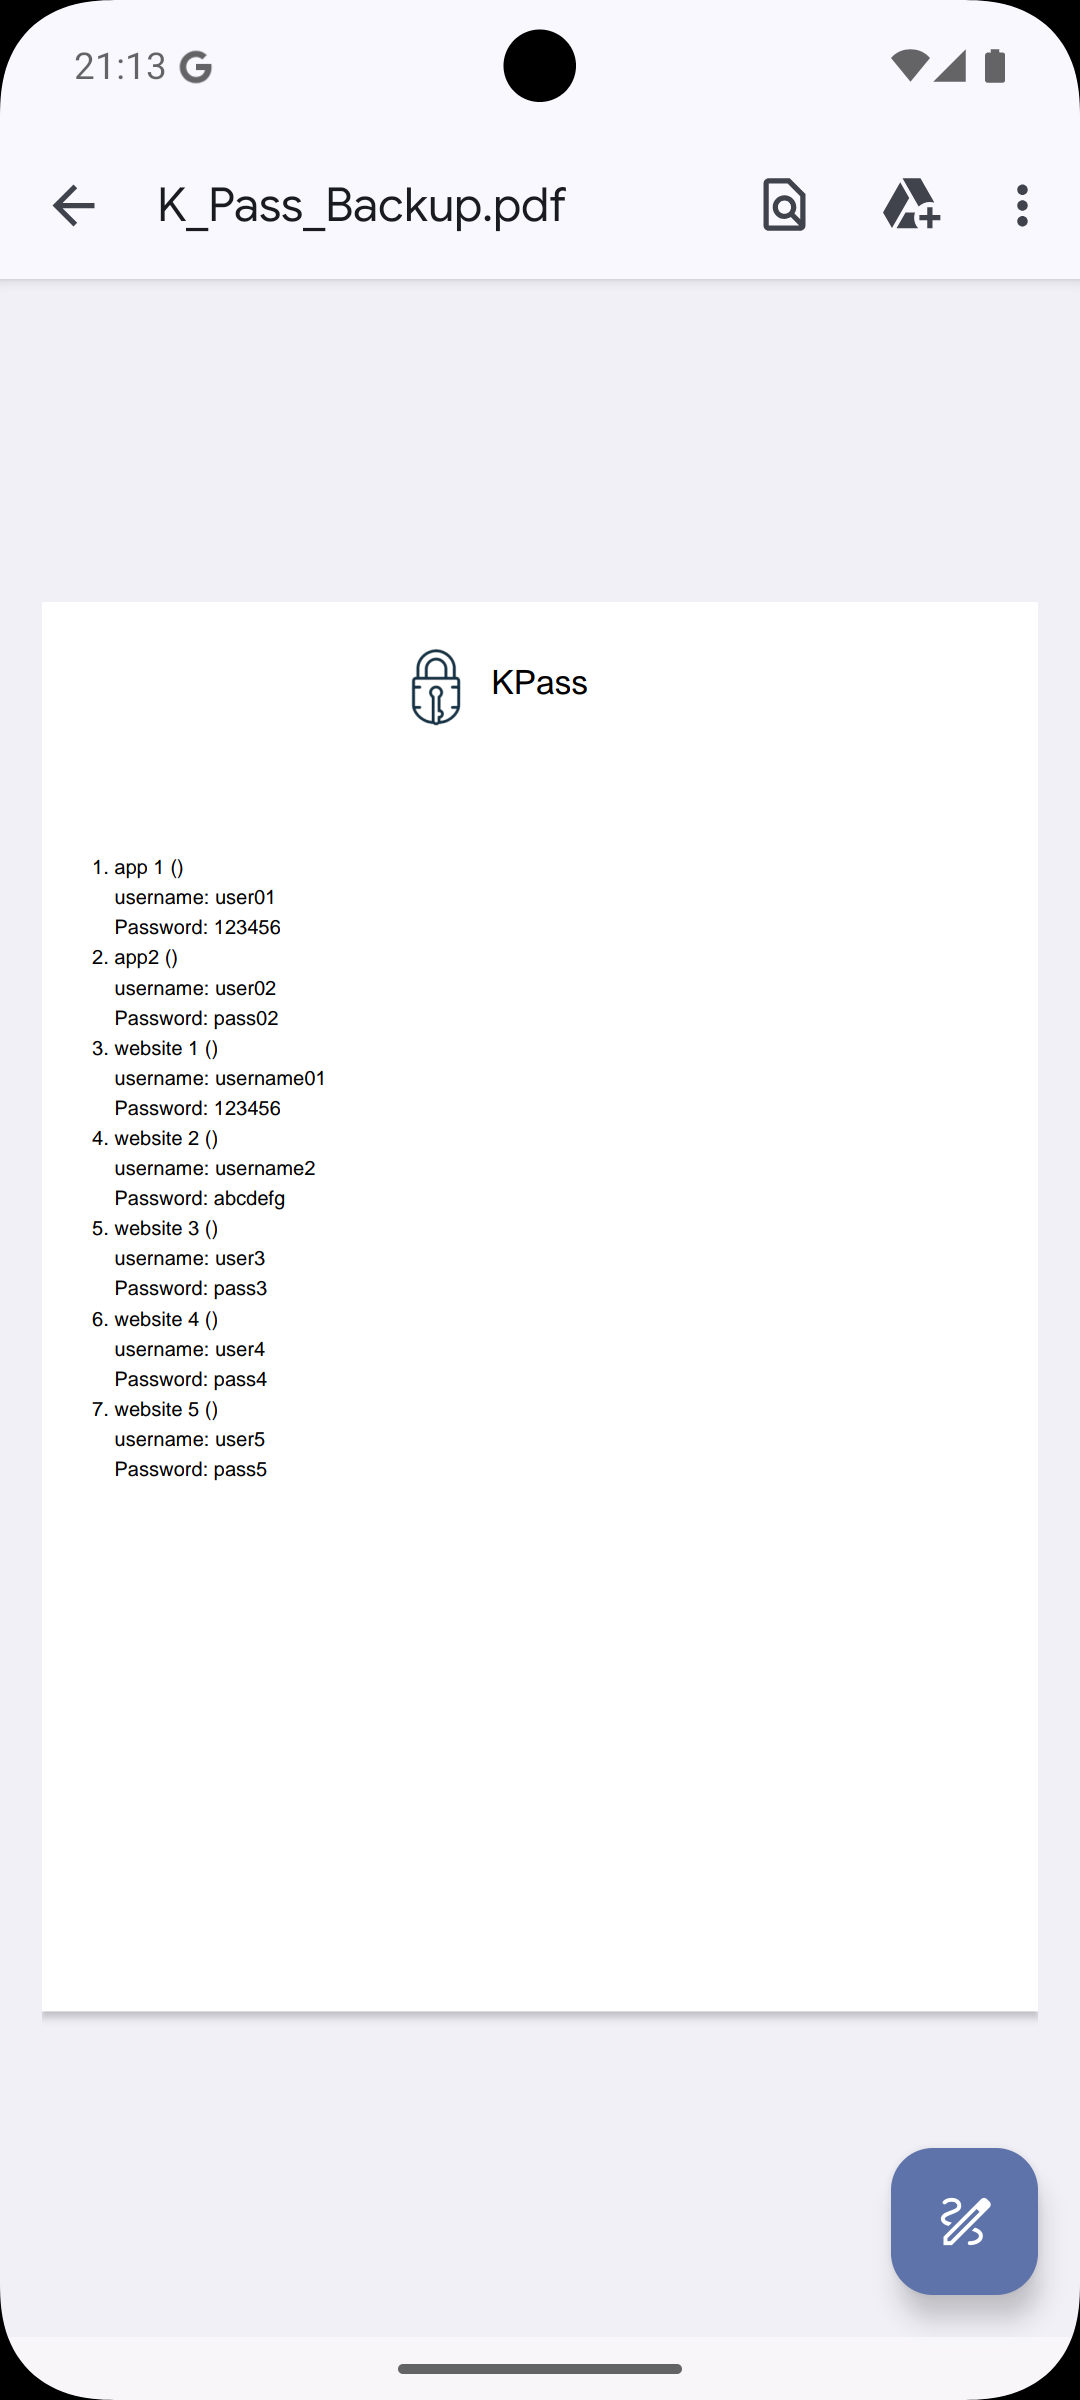 21:13
K_Pass_Backup.pdf
KPass
1. app 1 ()
username: user01
Password: 123456
2. app2 ()
username: user02
Password: pass02
3. website 1 ()
username: username01
Password: 123456
4. website 2 ()
username: username2
Password: abcdefg
5. website 3 ()
username: user3
Password: pass3
6. website 4 ()
username: user4
Password: pass4
7. website 5 ()
username: user5
Password: pass5